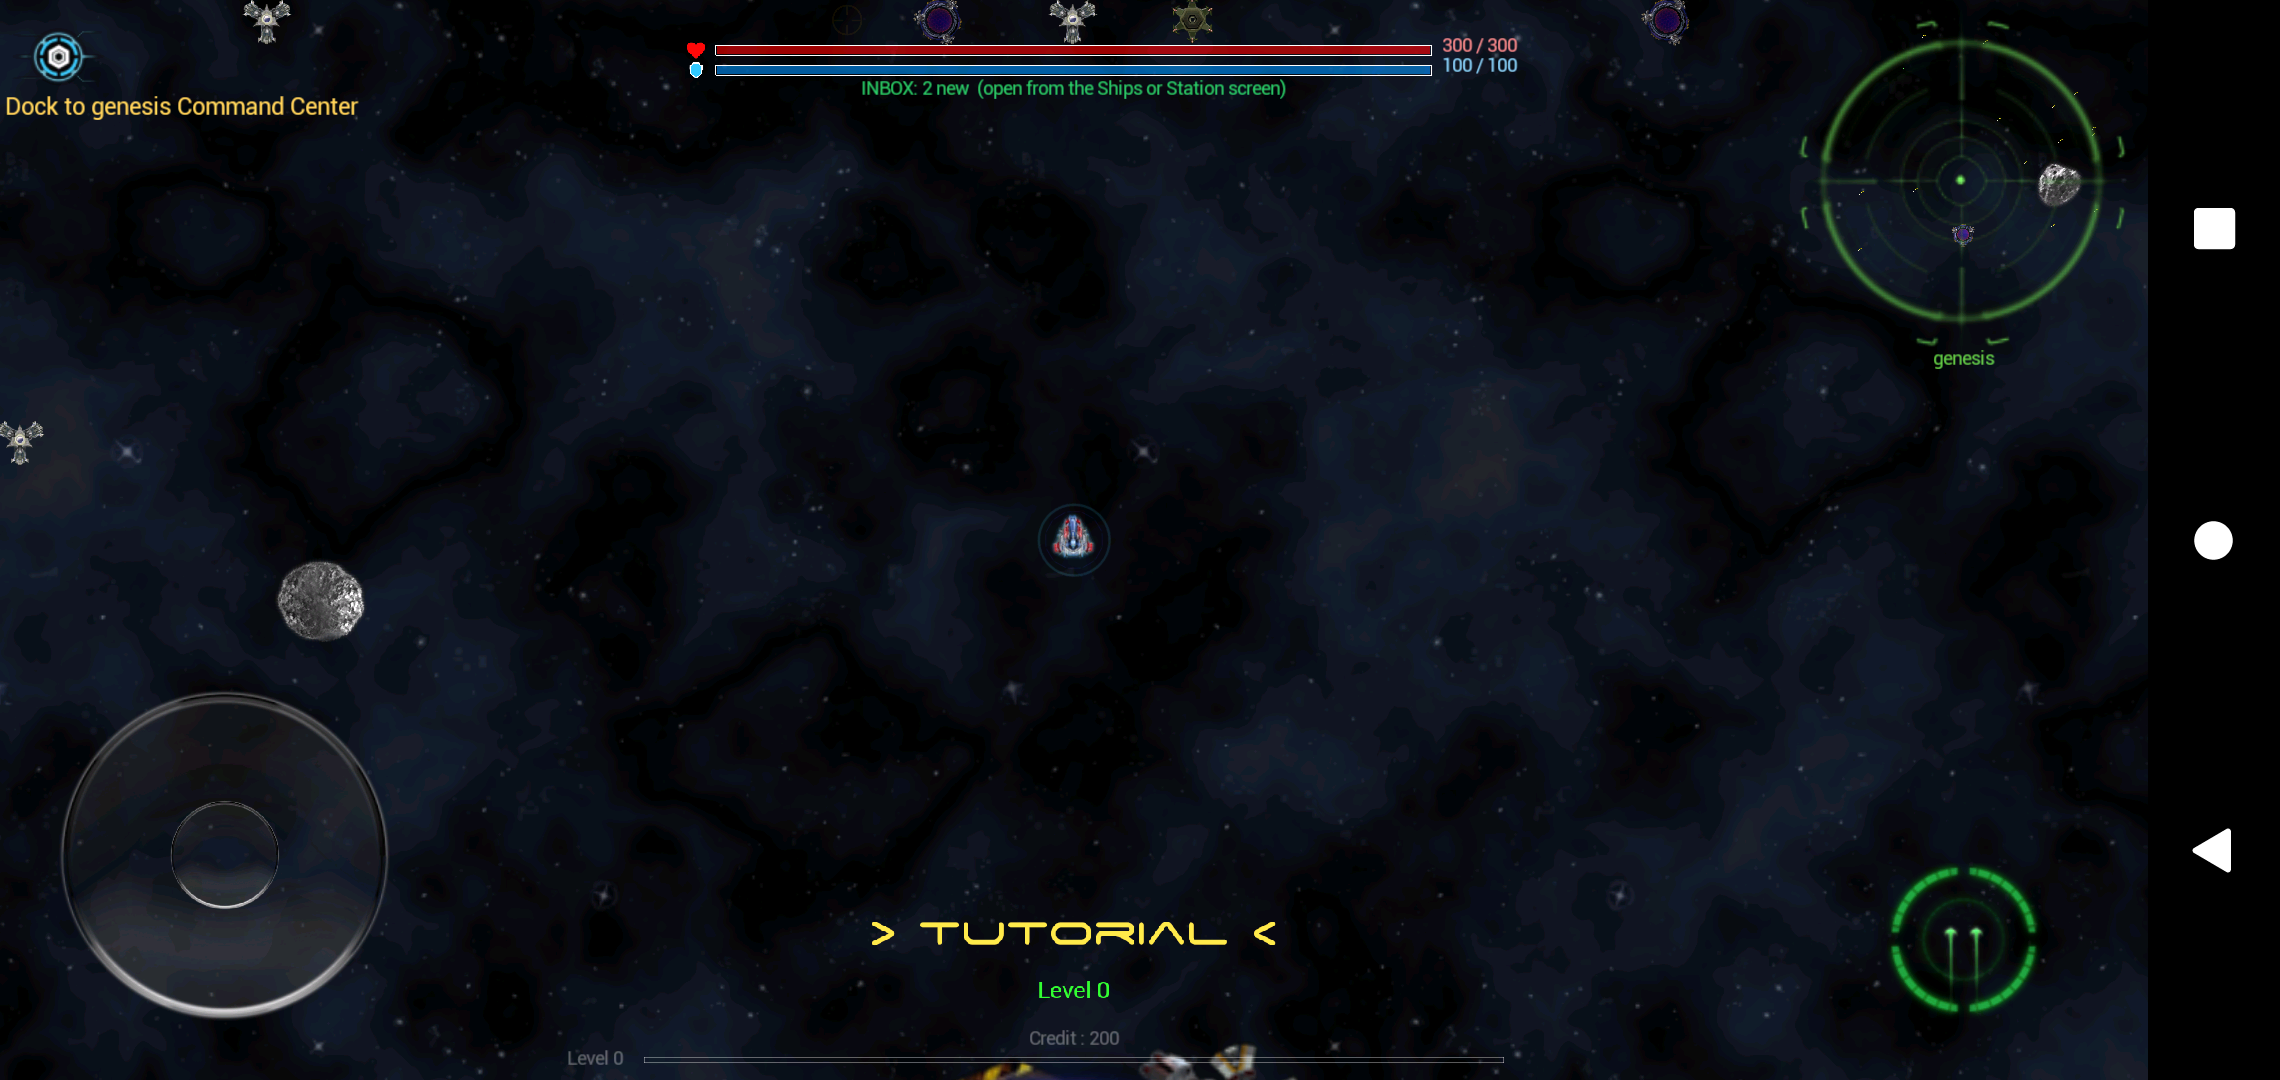 300 / 300
100 / 100
INBOX: 2 new  (open from the Ships or Station screen)
Dock to genesis Command Center
genesis
> TUTORIAL <
Level 0
Credit : 200
Level 0